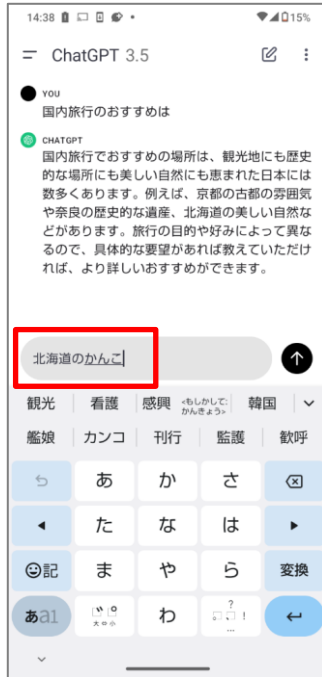 14:38 15%
ChatGPT 3.5
YOU
国内旅行のおすすめは
CHATGPT
国内旅行でおすすめの場所は、観光地にも歴史
的な場所にも美しい自然にも恵まれた日本には
数多くあります。例えば、京都の古都の雰囲気
や奈良の歴史的な遺産、北海道の美しい自然な
どがあります。旅行の目的や好みによって異な
るので、具体的な要望があれば教えていただけ
れば、より詳しいおすすめができます。
北海道のかんこ
観光 看護 感興 <もしかして: かんきょう> 韓国
艦娘 カンコ 刊行 監護 歓呼
あ か さ
た な は
記 ま や ら 変換
あa1 大⇔小 わ ?
!
...